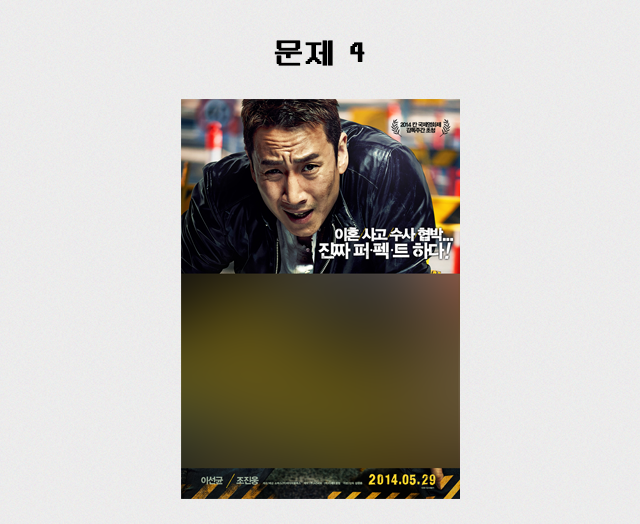 문제 4
2014 칸 국제영화제
감독주간 초청
이혼 사고 수사 협박...
진짜 퍼·펙·트 하다!
이선균 / 조진웅
2014.05.29